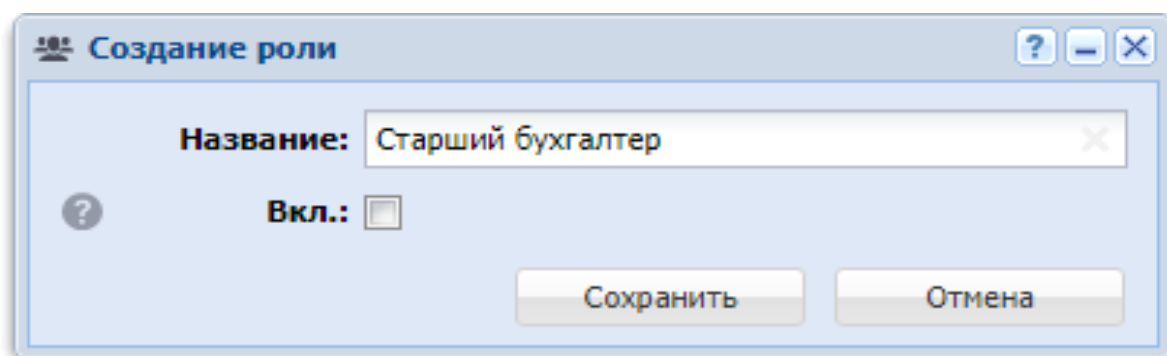 Создание роли
Название: Старший бухгалтер
Вкл.:
Сохранить Отмена